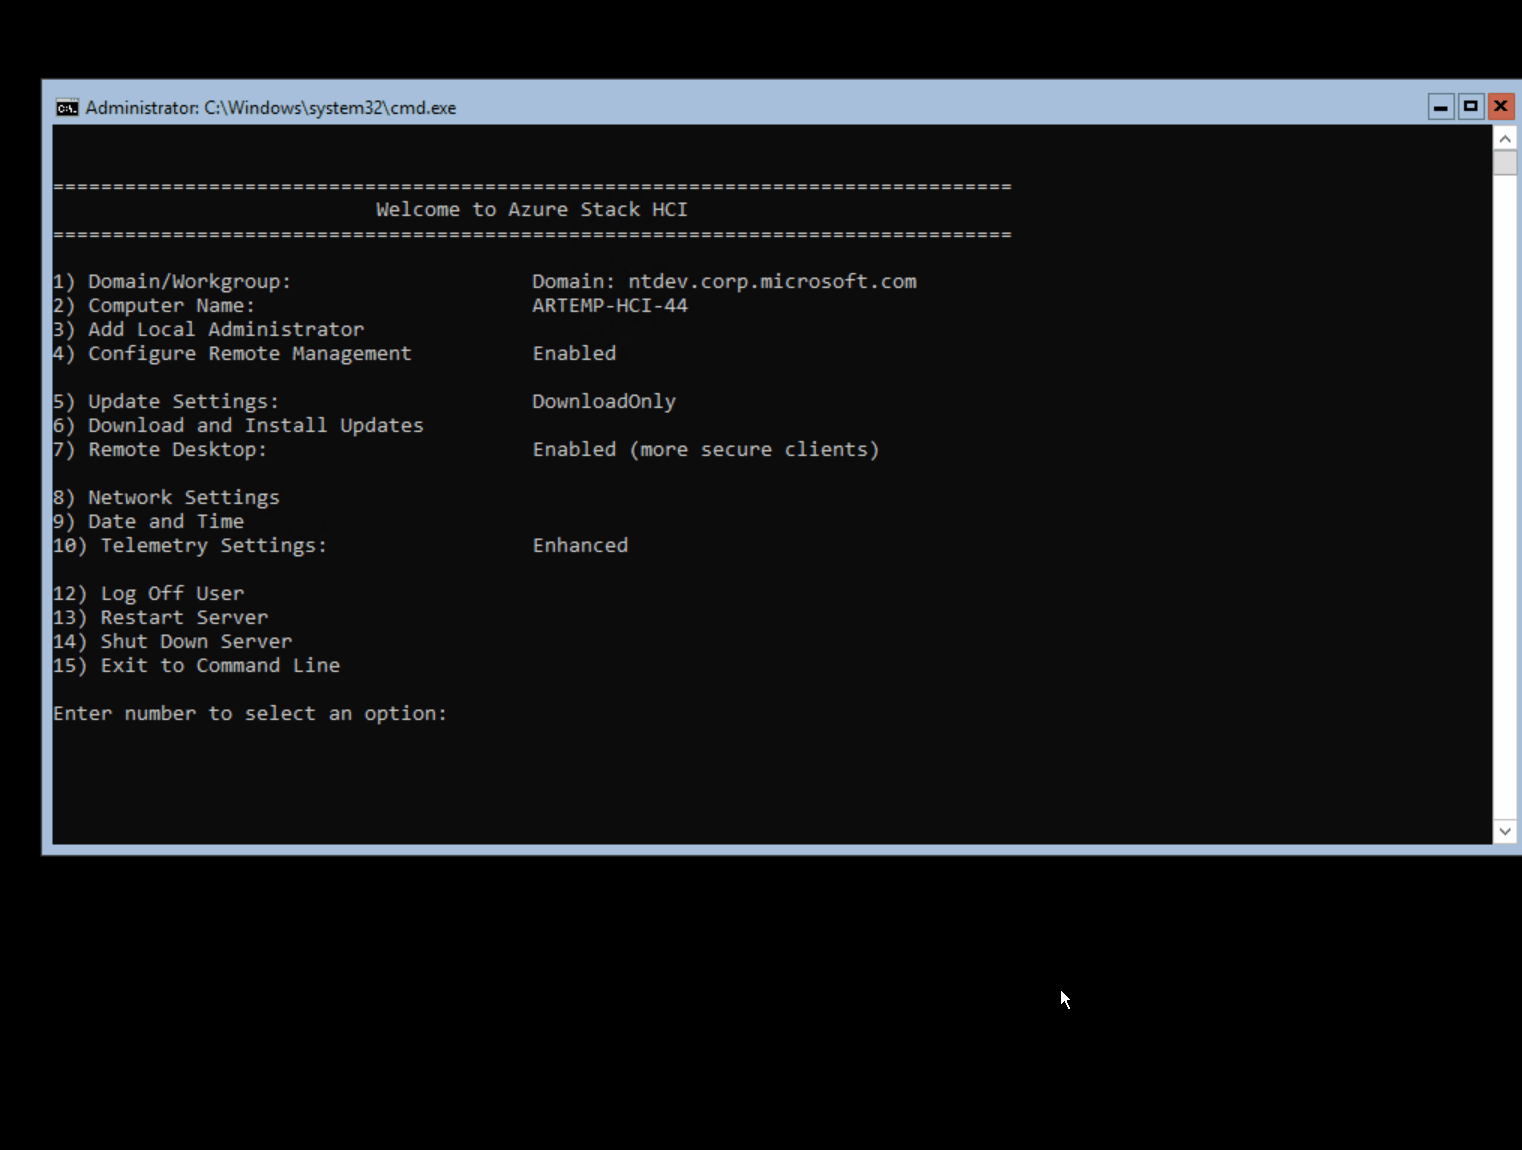 Administrator: C:\Windows\system32\cmd.exe
================================================================================
Welcome to Azure Stack HCI
================================================================================
1) Domain/Workgroup: Domain: ntdev.corp.microsoft.com
2) Computer Name: ARTEMP-HCI-44
3) Add Local Administrator
4) Configure Remote Management Enabled
5) Update Settings: DownloadOnly
6) Download and Install Updates
7) Remote Desktop: Enabled (more secure clients)
8) Network Settings
9) Date and Time
10) Telemetry Settings: Enhanced
12) Log Off User
13) Restart Server
14) Shut Down Server
15) Exit to Command Line
Enter number to select an option: